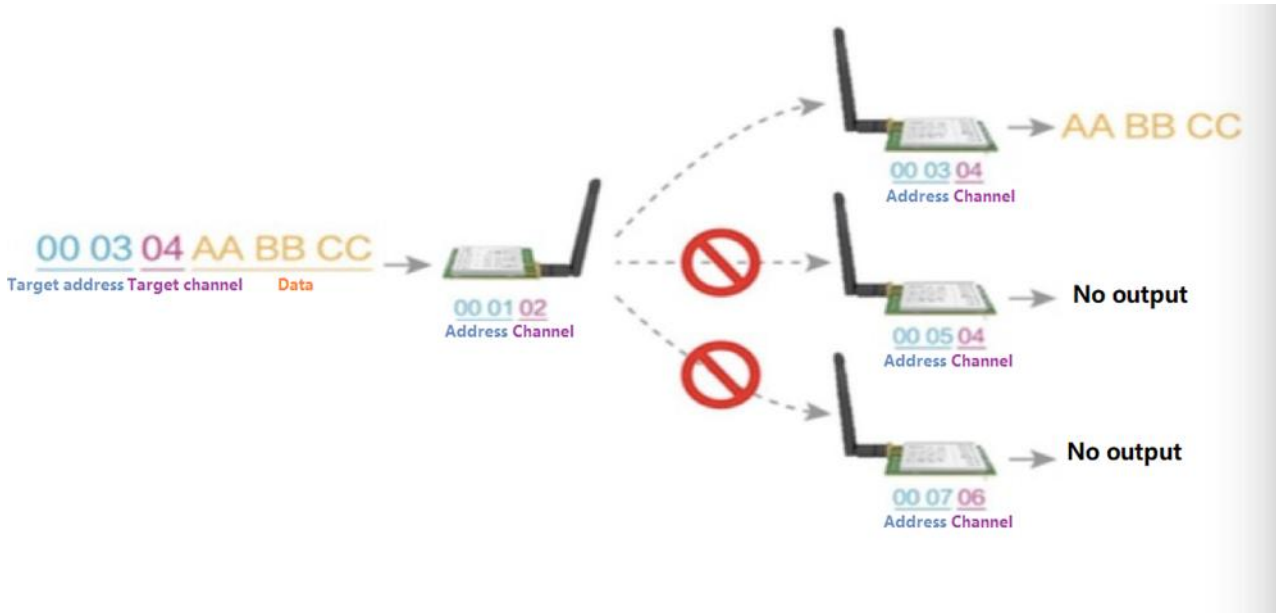 AA BB CC
00 03 04
Address Channel
00 03 04 AA BB CC
Target address Target channel Data
00 01 02
Address Channel
No output
00 05 04
Address Channel
No output
00 07 06
Address Channel